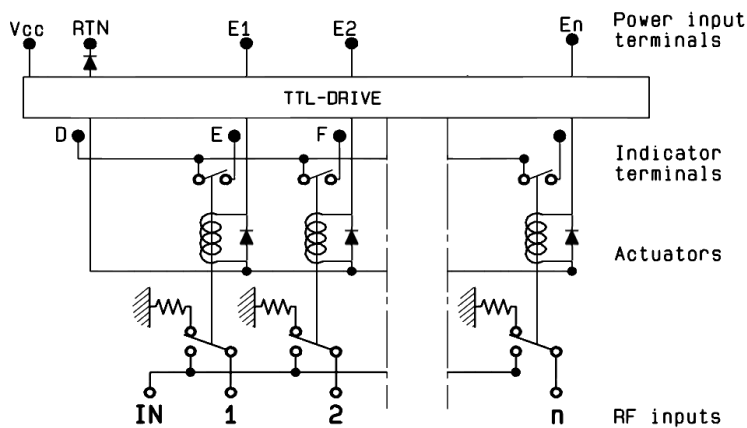 Vcc RTN E1 E2 En Power input
terminals
TTL-DRIVE
D E F
Indicator
terminals
Actuators
IN 1 2 n RF inputs